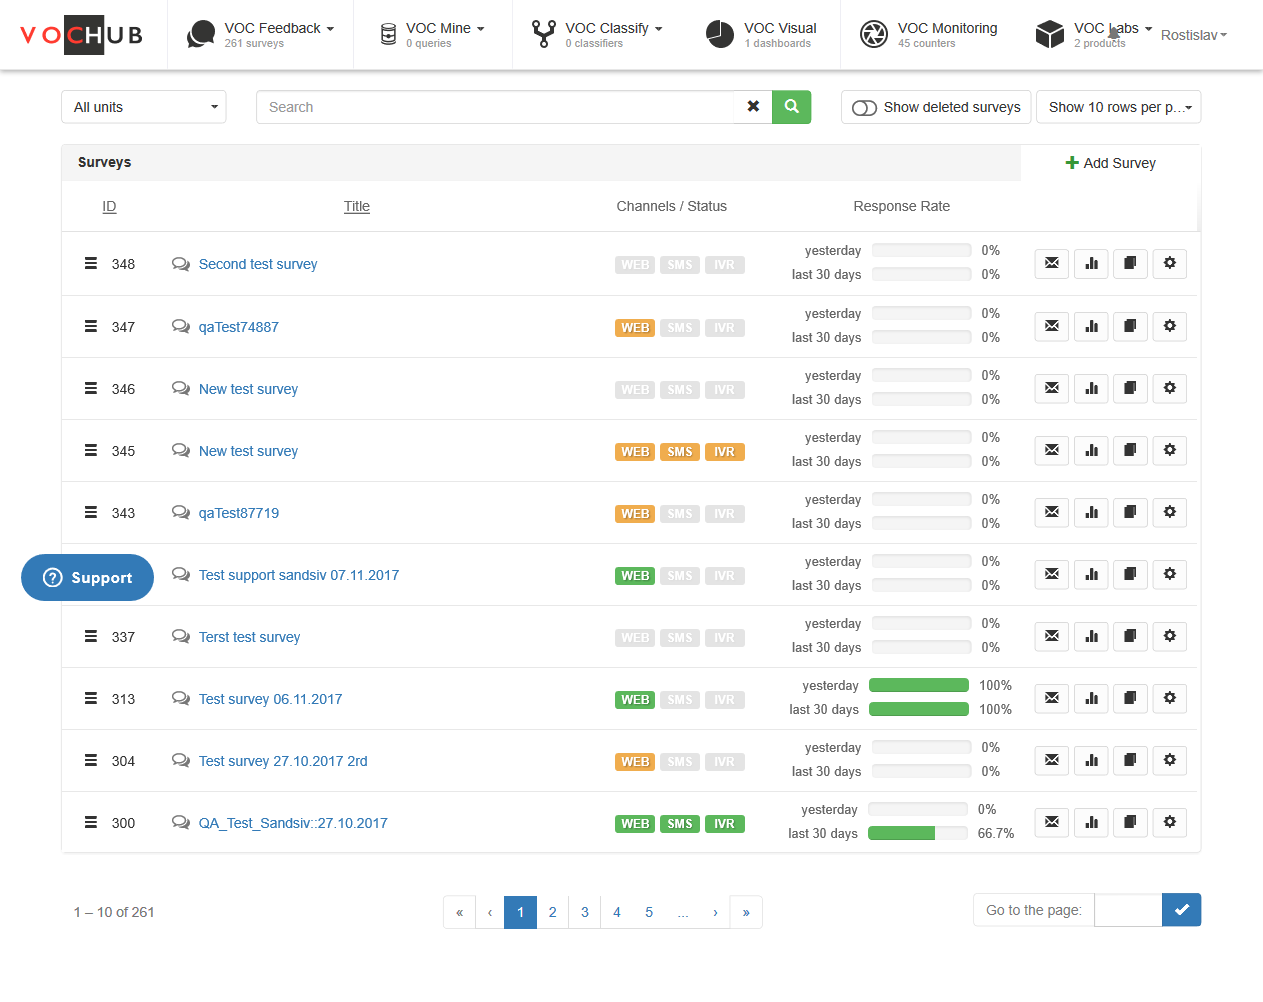 VOCHUB
VOC Feedback
261 surveys
VOC Mine
0 queries
VOC Classify
0 classifiers
VOC Visual
1 dashboards
VOC Monitoring
45 counters
VOC Labs
2 products
Rostislav
All units
Search
Show deleted surveys
Show 10 rows per p...
Surveys
Add Survey
ID Title Channels / Status Response Rate
348 Second test survey WEB SMS IVR yesterday 0%
last 30 days 0%
347 qaTest74887 WEB SMS IVR yesterday 0%
last 30 days 0%
346 New test survey WEB SMS IVR yesterday 0%
last 30 days 0%
345 New test survey WEB SMS IVR yesterday 0%
last 30 days 0%
343 qaTest87719 WEB SMS IVR yesterday 0%
last 30 days 0%
Support
Test support sandsiv 07.11.2017 WEB SMS IVR yesterday 0%
last 30 days 0%
337 Terst test survey WEB SMS IVR yesterday 0%
last 30 days 0%
313 Test survey 06.11.2017 WEB SMS IVR yesterday 100%
last 30 days 100%
304 Test survey 27.10.2017 2rd WEB SMS IVR yesterday 0%
last 30 days 0%
300 QA_Test_Sandsiv::27.10.2017 WEB SMS IVR yesterday 0%
last 30 days 66.7%
1 – 10 of 261
« ‹ 1 2 3 4 5 ... › »
Go to the page: